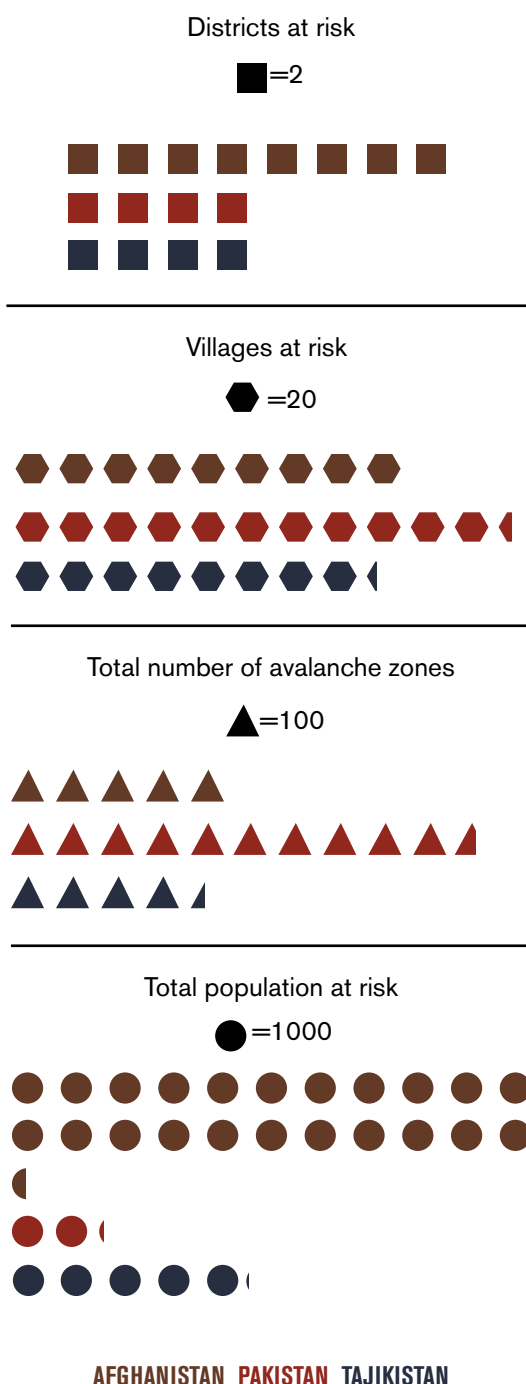 Districts at risk
=2
Villages at risk
=20
Total number of avalanche zones
=100
Total population at risk
=1000
AFGHANISTAN PAKISTAN TAJIKISTAN